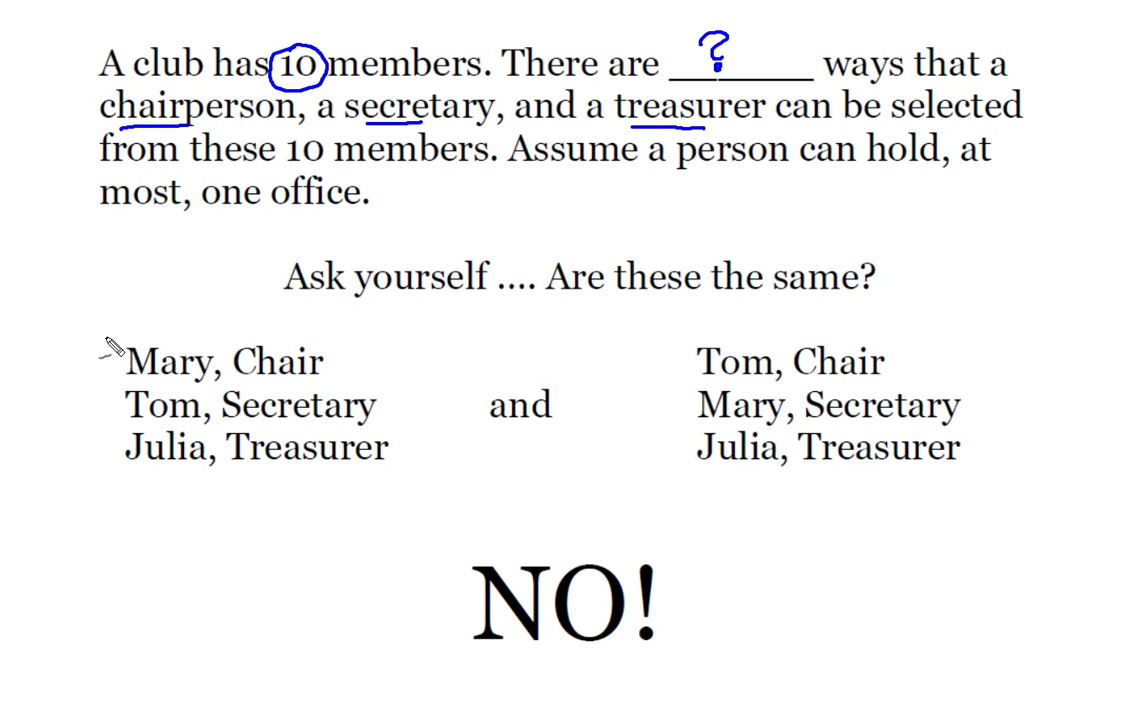 A club has 10 members. There are ? ways that a
chairperson, a secretary, and a treasurer can be selected
from these 10 members. Assume a person can hold, at
most, one office.
Ask yourself .... Are these the same?
Mary, Chair
Tom, Secretary
Julia, Treasurer
and
Tom, Chair
Mary, Secretary
Julia, Treasurer
NO!